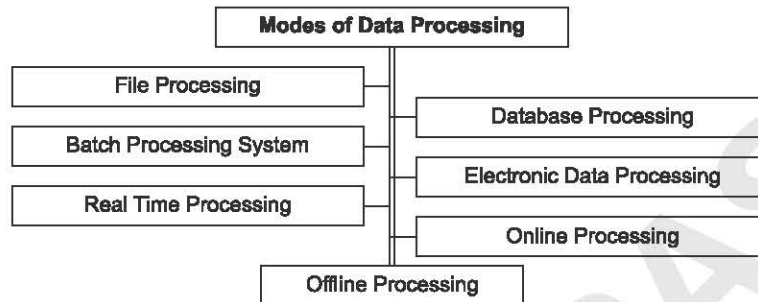 Modes of Data Processing
File Processing
Database Processing
Batch Processing System
Electronic Data Processing
Real Time Processing
Online Processing
Offline Processing